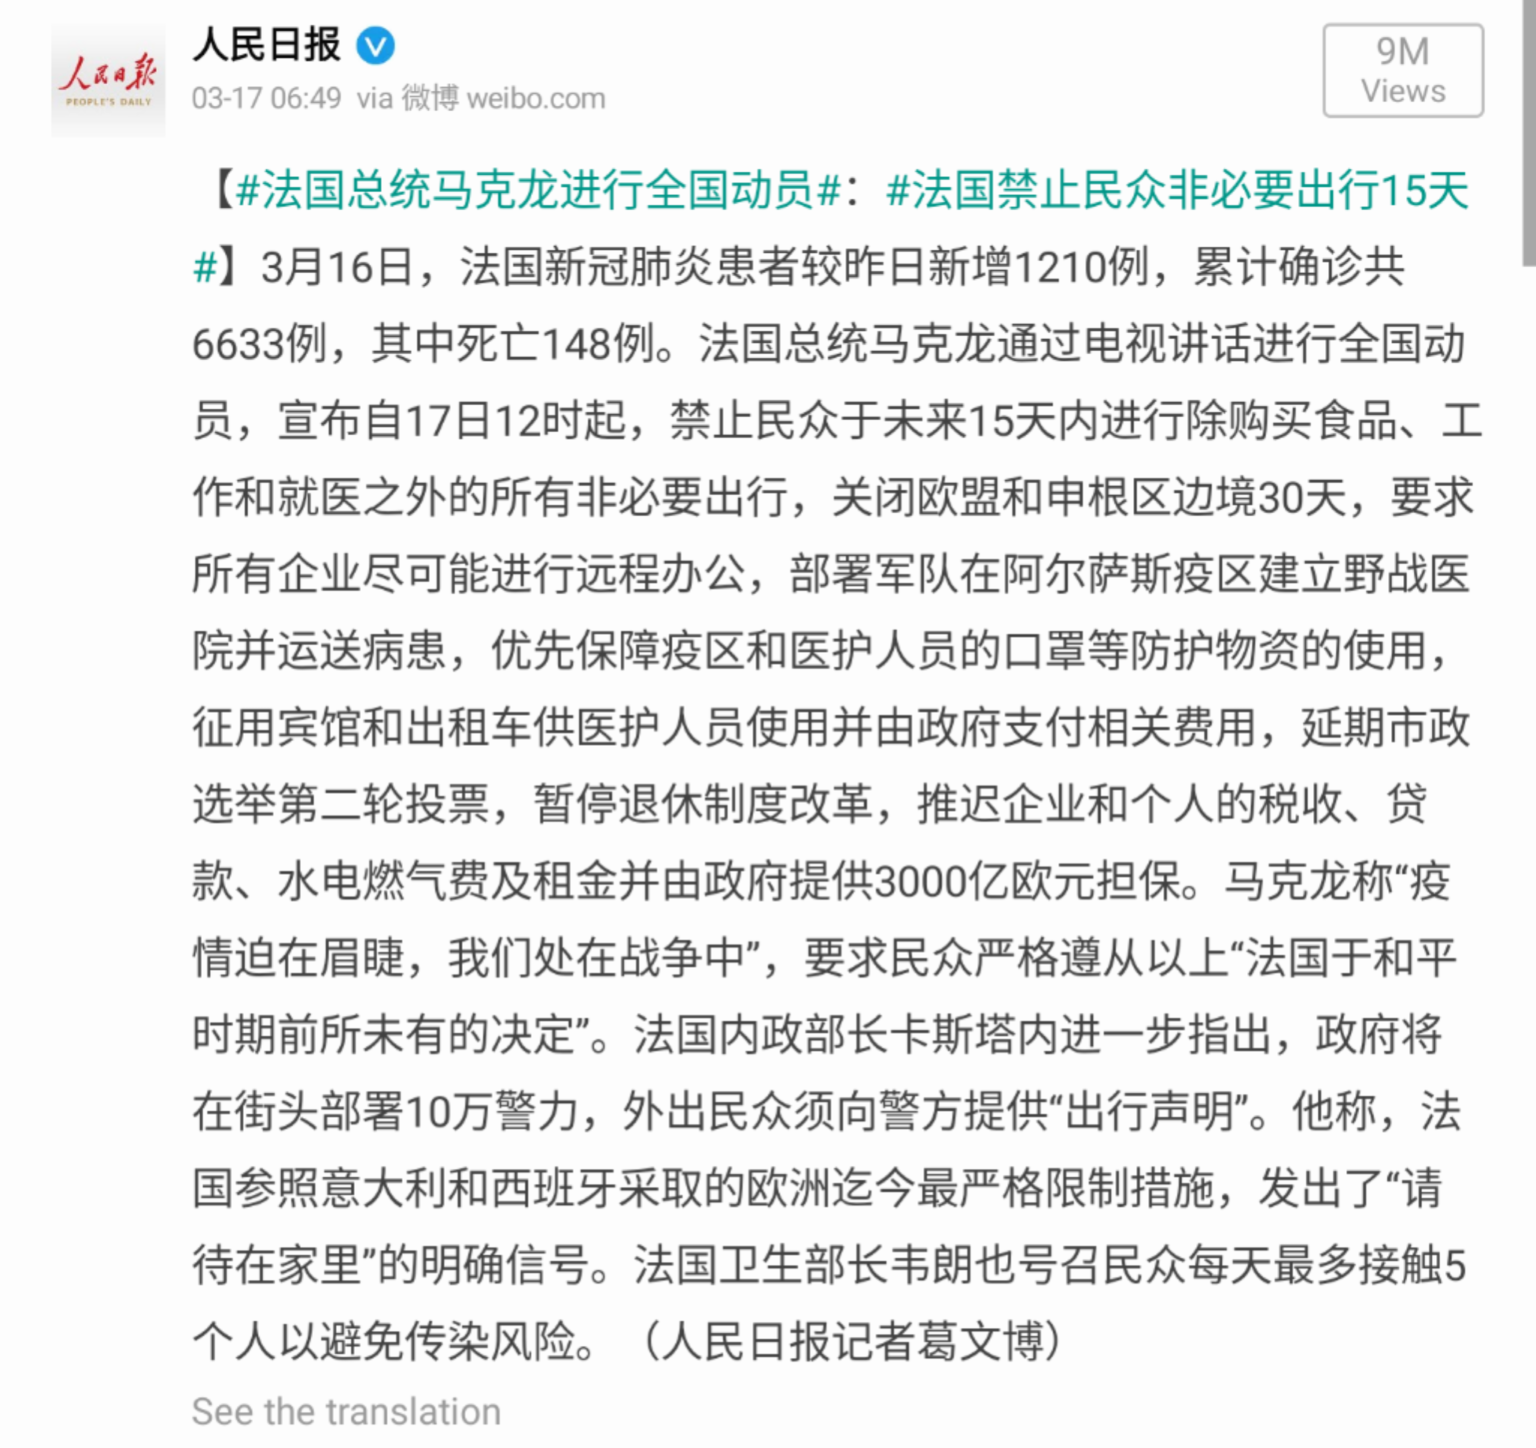 人民日报
PEOPLE'S DAILY
人民日报
03-17 06:49 via 微博 weibo.com
9M
Views
【#法国总统马克龙进行全国动员#：#法国禁止民众非必要出行15天
#】3月16日，法国新冠肺炎患者较昨日新增1210例，累计确诊共
6633例，其中死亡148例。法国总统马克龙通过电视讲话进行全国动
员，宣布自17日12时起，禁止民众于未来15天内进行除购买食品、工
作和就医之外的所有非必要出行，关闭欧盟和申根区边境30天，要求
所有企业尽可能进行远程办公，部署军队在阿尔萨斯疫区建立野战医
院并运送病患，优先保障疫区和医护人员的口罩等防护物资的使用，
征用宾馆和出租车供医护人员使用并由政府支付相关费用，延期市政
选举第二轮投票，暂停退休制度改革，推迟企业和个人的税收、贷
款、水电燃气费及租金并由政府提供3000亿欧元担保。马克龙称“疫
情迫在眉睫，我们处在战争中”，要求民众严格遵从以上“法国于和平
时期前所未有的决定”。法国内政部长卡斯塔内进一步指出，政府将
在街头部署10万警力，外出民众须向警方提供“出行声明”。他称，法
国参照意大利和西班牙采取的欧洲迄今最严格限制措施，发出了“请
待在家里”的明确信号。法国卫生部长韦朗也号召民众每天最多接触5
个人以避免传染风险。（人民日报记者葛文博）
See the translation